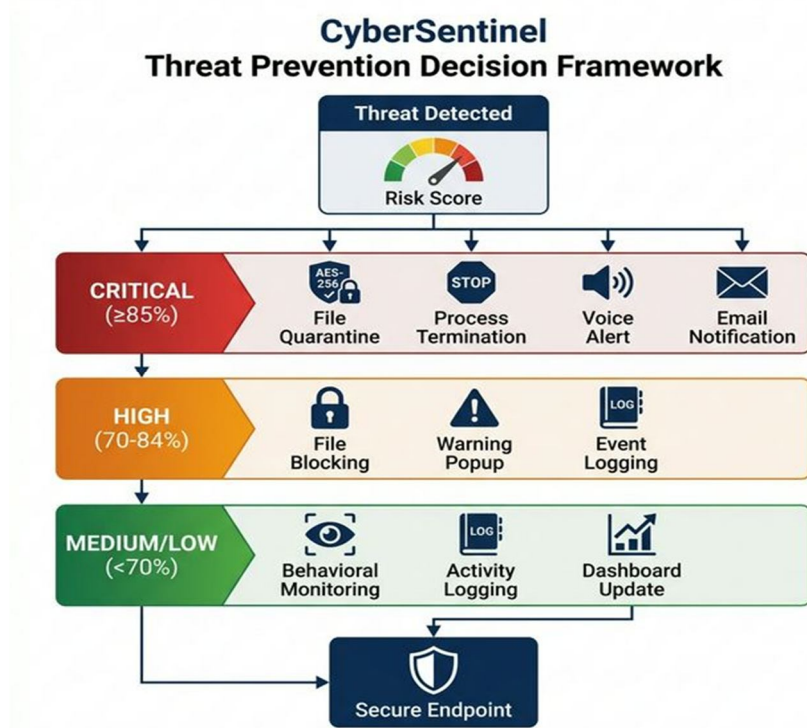 CyberSentinel
Threat Prevention Decision Framework
Threat Detected
Risk Score
CRITICAL
(≥85%)
AES-
256
File
Quarantine
STOP
Process
Termination
Voice
Alert
Email
Notification
HIGH
(70-84%)
File
Blocking
Warning
Popup
LOG
Event
Logging
MEDIUM/LOW
(<70%)
Behavioral
Monitoring
LOG
Activity
Logging
Dashboard
Update
Secure Endpoint